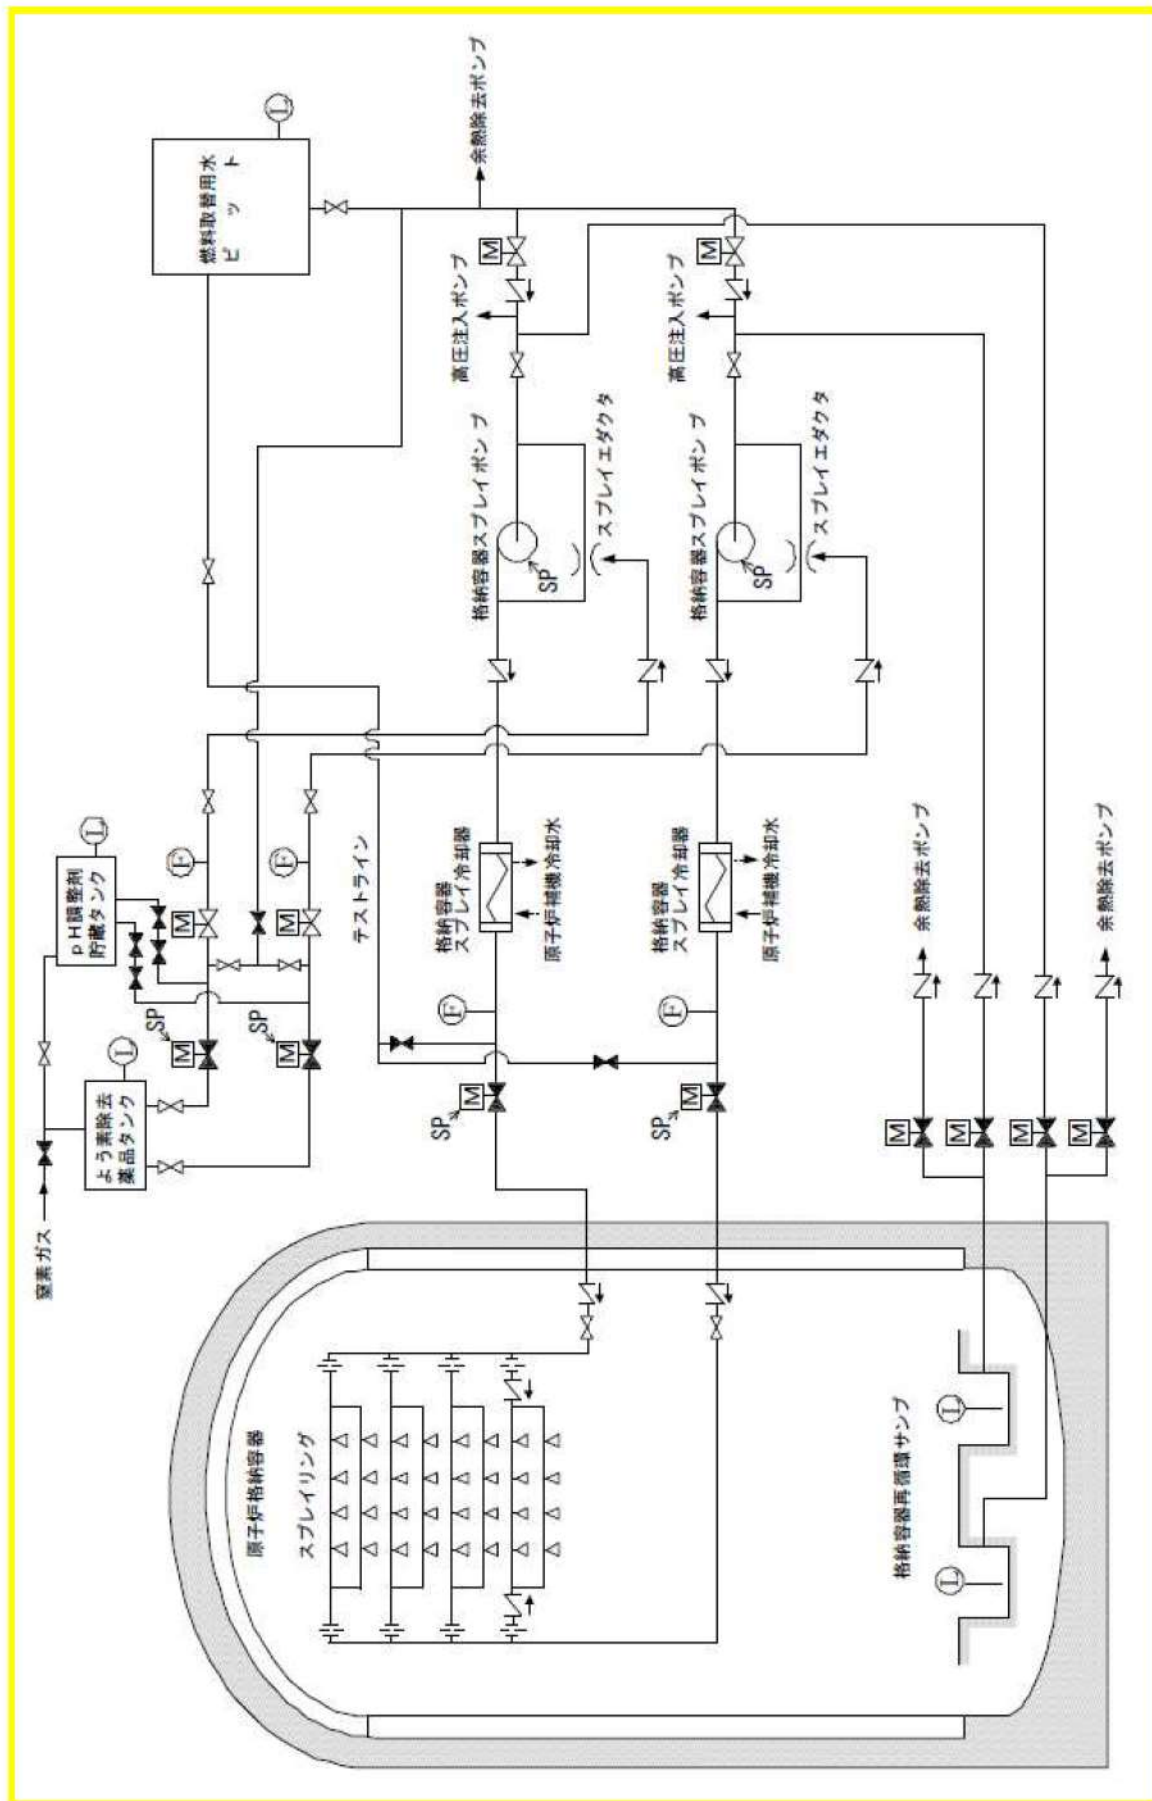 窒素ガス
よう素除去
薬品タンク
L
pH調整剤
貯蔵タンク
L
燃料取替用水
ピット
L
SP
M
SP
M
M
F
M
F
テストライン
余熱除去ポンプ
M
高圧注入ポンプ
M
高圧注入ポンプ
格納容器スプレイポンプ
SP
スプレイエダクタ
格納容器スプレイポンプ
SP
スプレイエダクタ
格納容器
スプレイ冷却器
原子炉補機冷却水
格納容器
スプレイ冷却器
原子炉補機冷却水
F
F
SP
M
SP
M
余熱除去ポンプ
余熱除去ポンプ
M
M
M
M
原子炉格納容器
スプレイリング
格納容器再循環サンプ
L
L